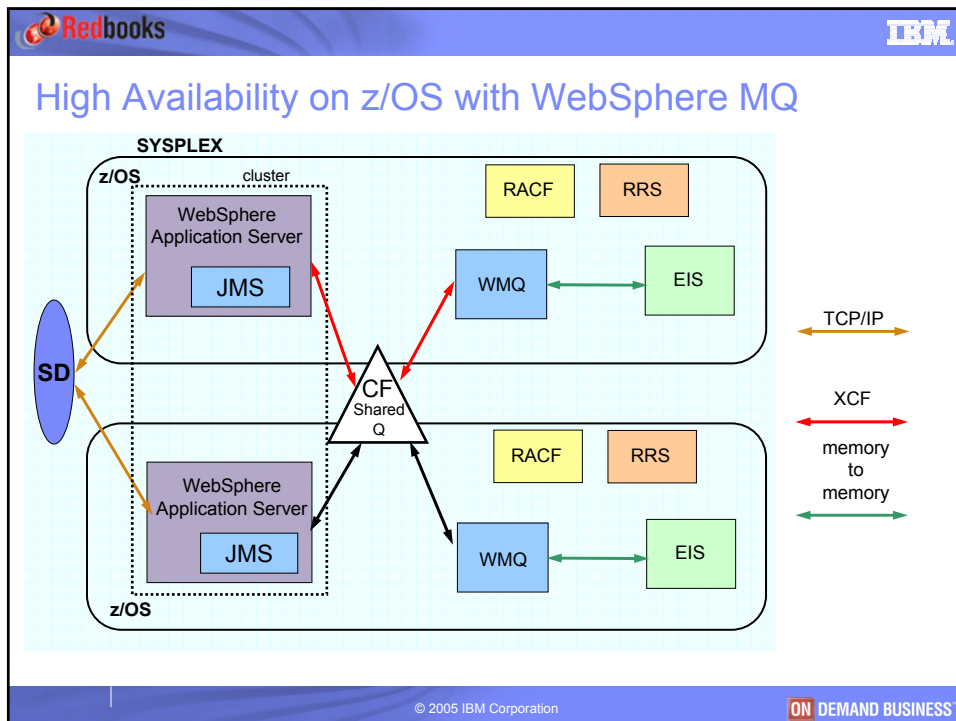 Redbooks
IBM
High Availability on z/OS with WebSphere MQ
SYSPLEX
z/OS
cluster
WebSphere
Application Server
JMS
RACF
RRS
WMQ
EIS
SD
CF
Shared
Q
WebSphere
Application Server
JMS
RACF
RRS
WMQ
EIS
z/OS
TCP/IP
XCF
memory
to
memory
© 2005 IBM Corporation
ON DEMAND BUSINESS™